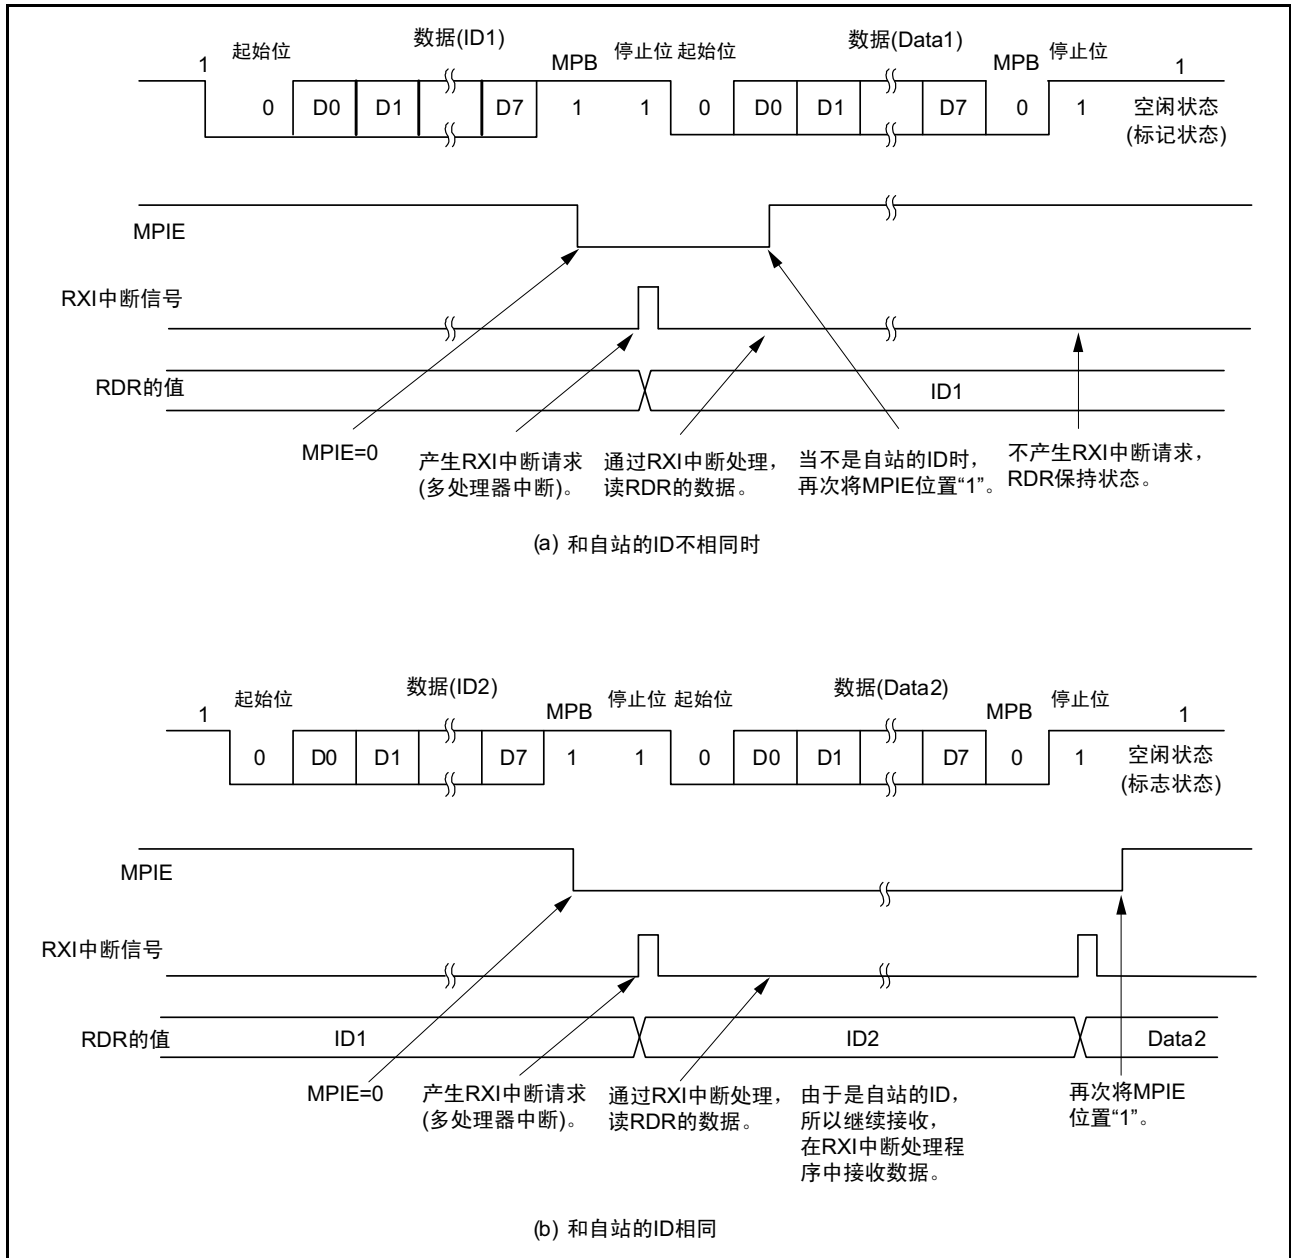 数据(ID1)
数据(Data1)
起始位
MPB
停止位
起始位
MPB
停止位
1
1
0
D0
D1
D7
1
1
0
D0
D1
D7
0
1
空闲状态
(标记状态)
MPIE
RXI中断信号
RDR的值
ID1
MPIE=0
产生RXI中断请求
(多处理器中断)。
通过RXI中断处理，
读RDR的数据。
当不是自站的ID时，
再次将MPIE位置“1”。
不产生RXI中断请求，
RDR保持状态。
(a) 和自站的ID不相同时
数据(ID2)
数据(Data2)
起始位
MPB
停止位
起始位
MPB
停止位
1
1
0
D0
D1
D7
1
1
0
D0
D1
D7
0
1
空闲状态
(标志状态)
MPIE
RXI中断信号
RDR的值
ID1
ID2
Data2
MPIE=0
产生RXI中断请求
(多处理器中断)。
通过RXI中断处理，
读RDR的数据。
由于是自站的ID，
所以继续接收，
在RXI中断处理程
序中接收数据。
再次将MPIE
位置“1”。
(b) 和自站的ID相同